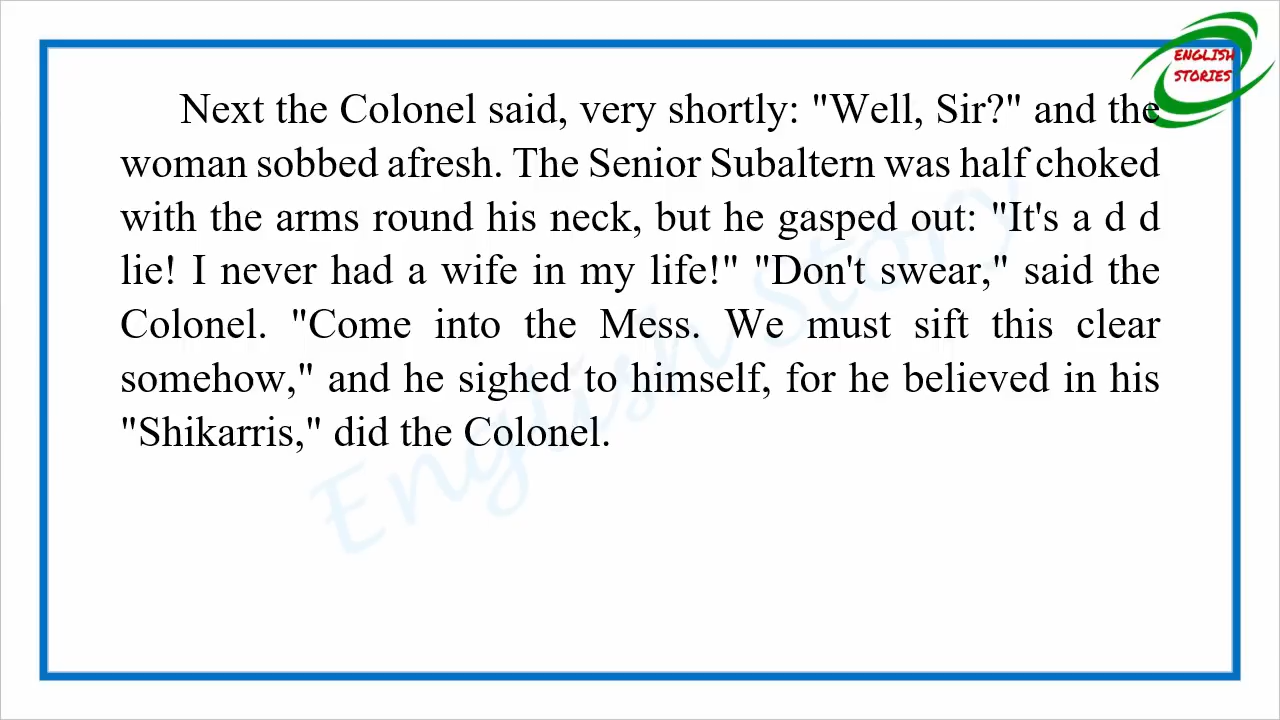 ENGLISH
STORIES
Next the Colonel said, very shortly: "Well, Sir?" and the
woman sobbed afresh. The Senior Subaltern was half choked
with the arms round his neck, but he gasped out: "It's a d d
lie! I never had a wife in my life!" "Don't swear," said the
Colonel. "Come into the Mess. We must sift this clear
somehow," and he sighed to himself, for he believed in his
"Shikarris," did the Colonel.
English Story